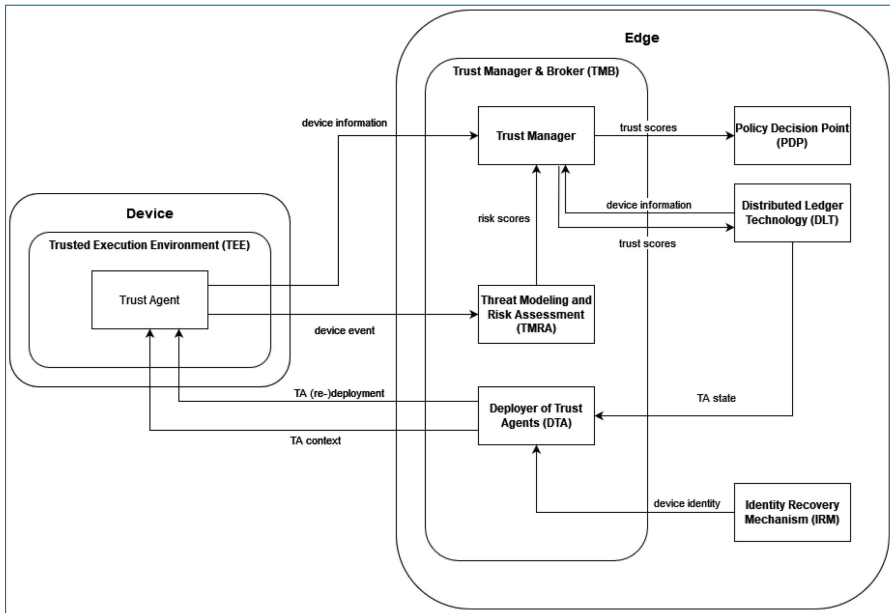 Edge
Trust Manager & Broker (TMB)
device information
Trust Manager
trust scores
Policy Decision Point
(PDP)
Device
Trusted Execution Environment (TEE)
Trust Agent
risk scores
device information
trust scores
Distributed Ledger
Technology (DLT)
device event
Threat Modeling and
Risk Assessment
(TMRA)
TA (re-)deployment
TA context
Deployer of Trust
Agents (DTA)
TA state
device identity
Identity Recovery
Mechanism (IRM)